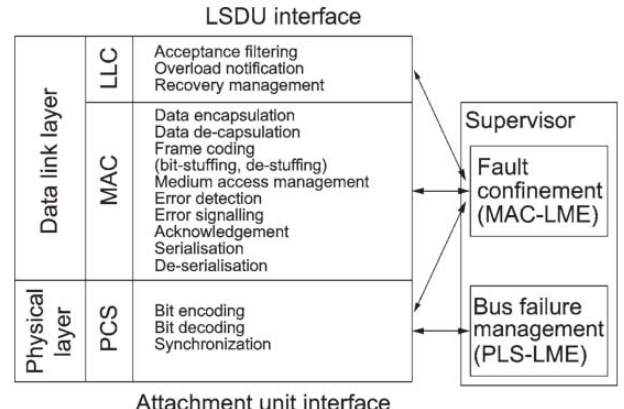 LSDU interface
Data link layer
LLC
Acceptance filtering
Overload notification
Recovery management
MAC
Data encapsulation
Data de-capsulation
Frame coding
(bit-stuffing, de-stuffing)
Medium access management
Error detection
Error signalling
Acknowledgement
Serialisation
De-serialisation
Physical
layer
PCS
Bit encoding
Bit decoding
Synchronization
Supervisor
Fault
confinement
(MAC-LME)
Bus failure
management
(PLS-LME)
Attachment unit interface